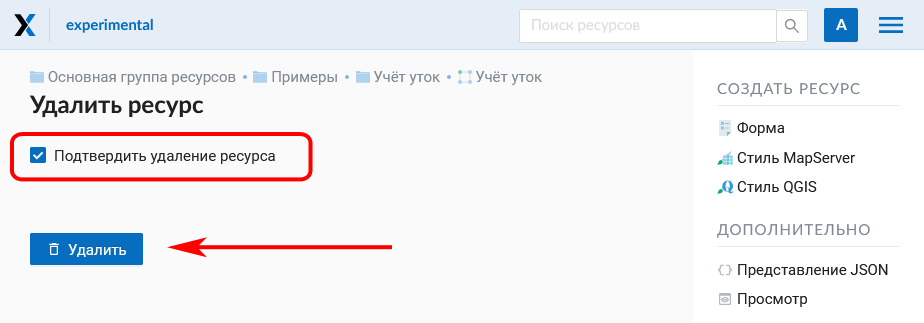 experimental
Поиск ресурсов
A
Основная группа ресурсов • Примеры • Учёт уток • Учёт уток
Удалить ресурс
Подтвердить удаление ресурса
Удалить
СОЗДАТЬ РЕСУРС
Форма
Стиль MapServer
Стиль QGIS
ДОПОЛНИТЕЛЬНО
Представление JSON
Просмотр